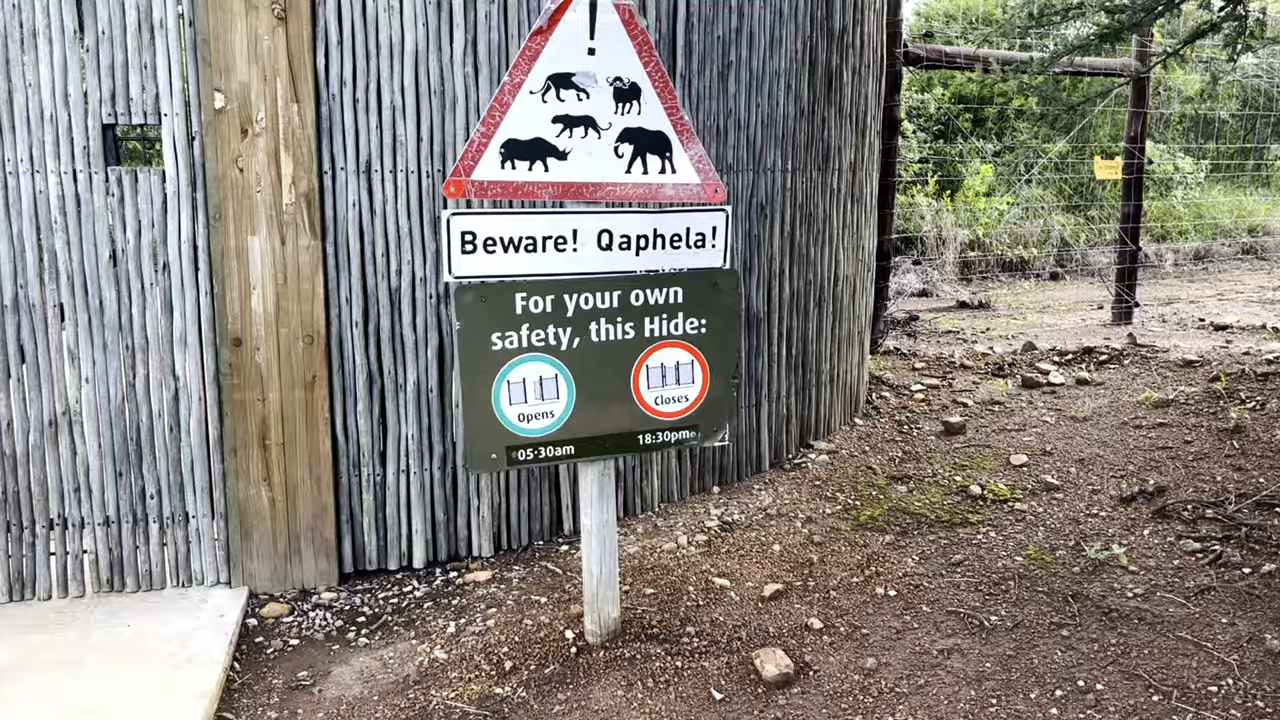 !
Beware! Qaphela!
For your own
safety, this Hide:
Opens
Closes
05:30am
18:30pm